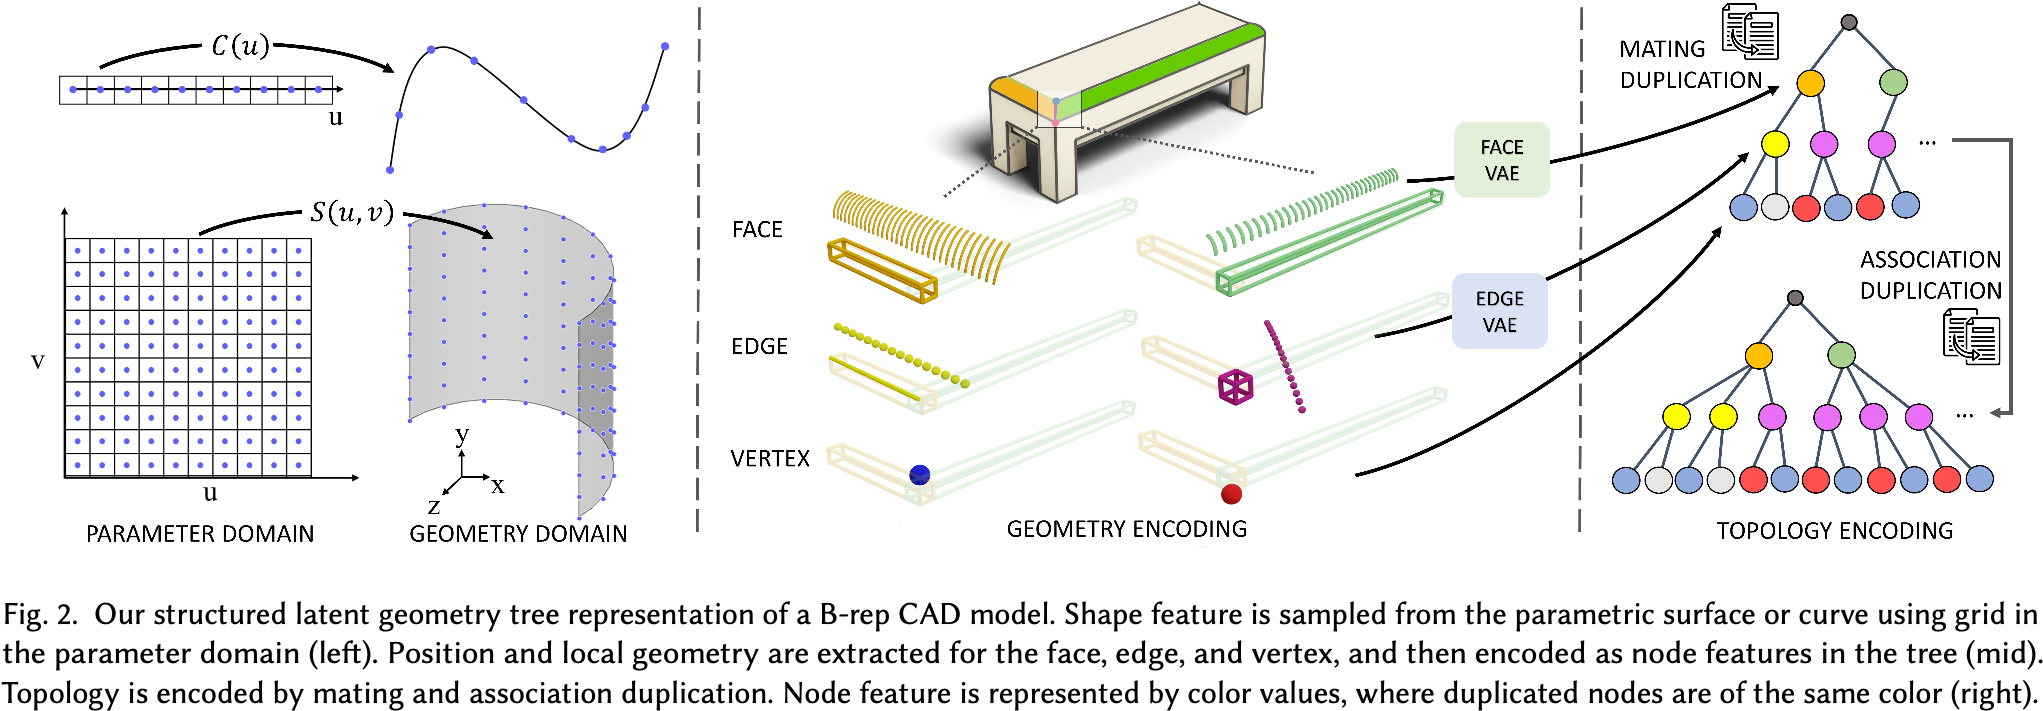 C(u)
u
S(u, v)
v
u
y
x
z
PARAMETER DOMAIN
GEOMETRY DOMAIN
FACE
EDGE
VERTEX
FACE
VAE
EDGE
VAE
GEOMETRY ENCODING
MATING
DUPLICATION
...
ASSOCIATION
DUPLICATION
...
TOPOLOGY ENCODING
Fig. 2. Our structured latent geometry tree representation of a B-rep CAD model. Shape feature is sampled from the parametric surface or curve using grid in
the parameter domain (left). Position and local geometry are extracted for the face, edge, and vertex, and then encoded as node features in the tree (mid).
Topology is encoded by mating and association duplication. Node feature is represented by color values, where duplicated nodes are of the same color (right).